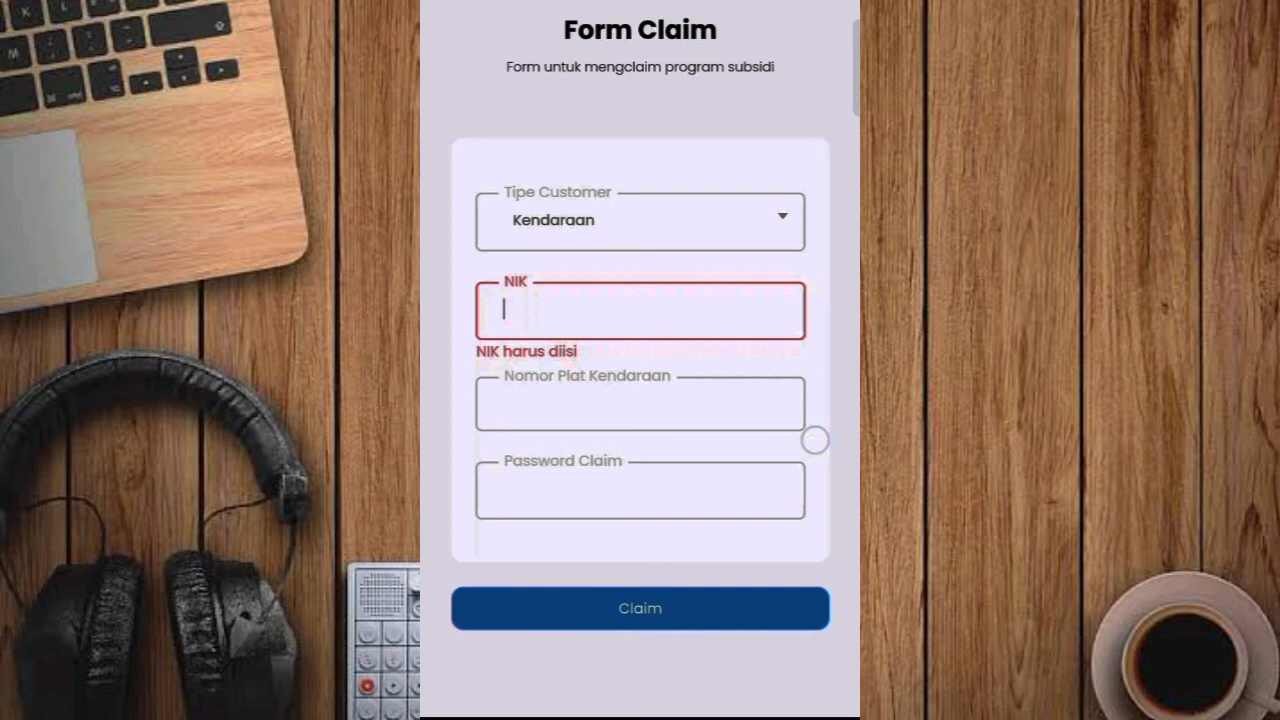 Form Claim
Form untuk mengclaim program subsidi
Tipe Customer
Kendaraan
NIK
NIK harus diisi
Nomor Plat Kendaraan
Password Claim
Claim